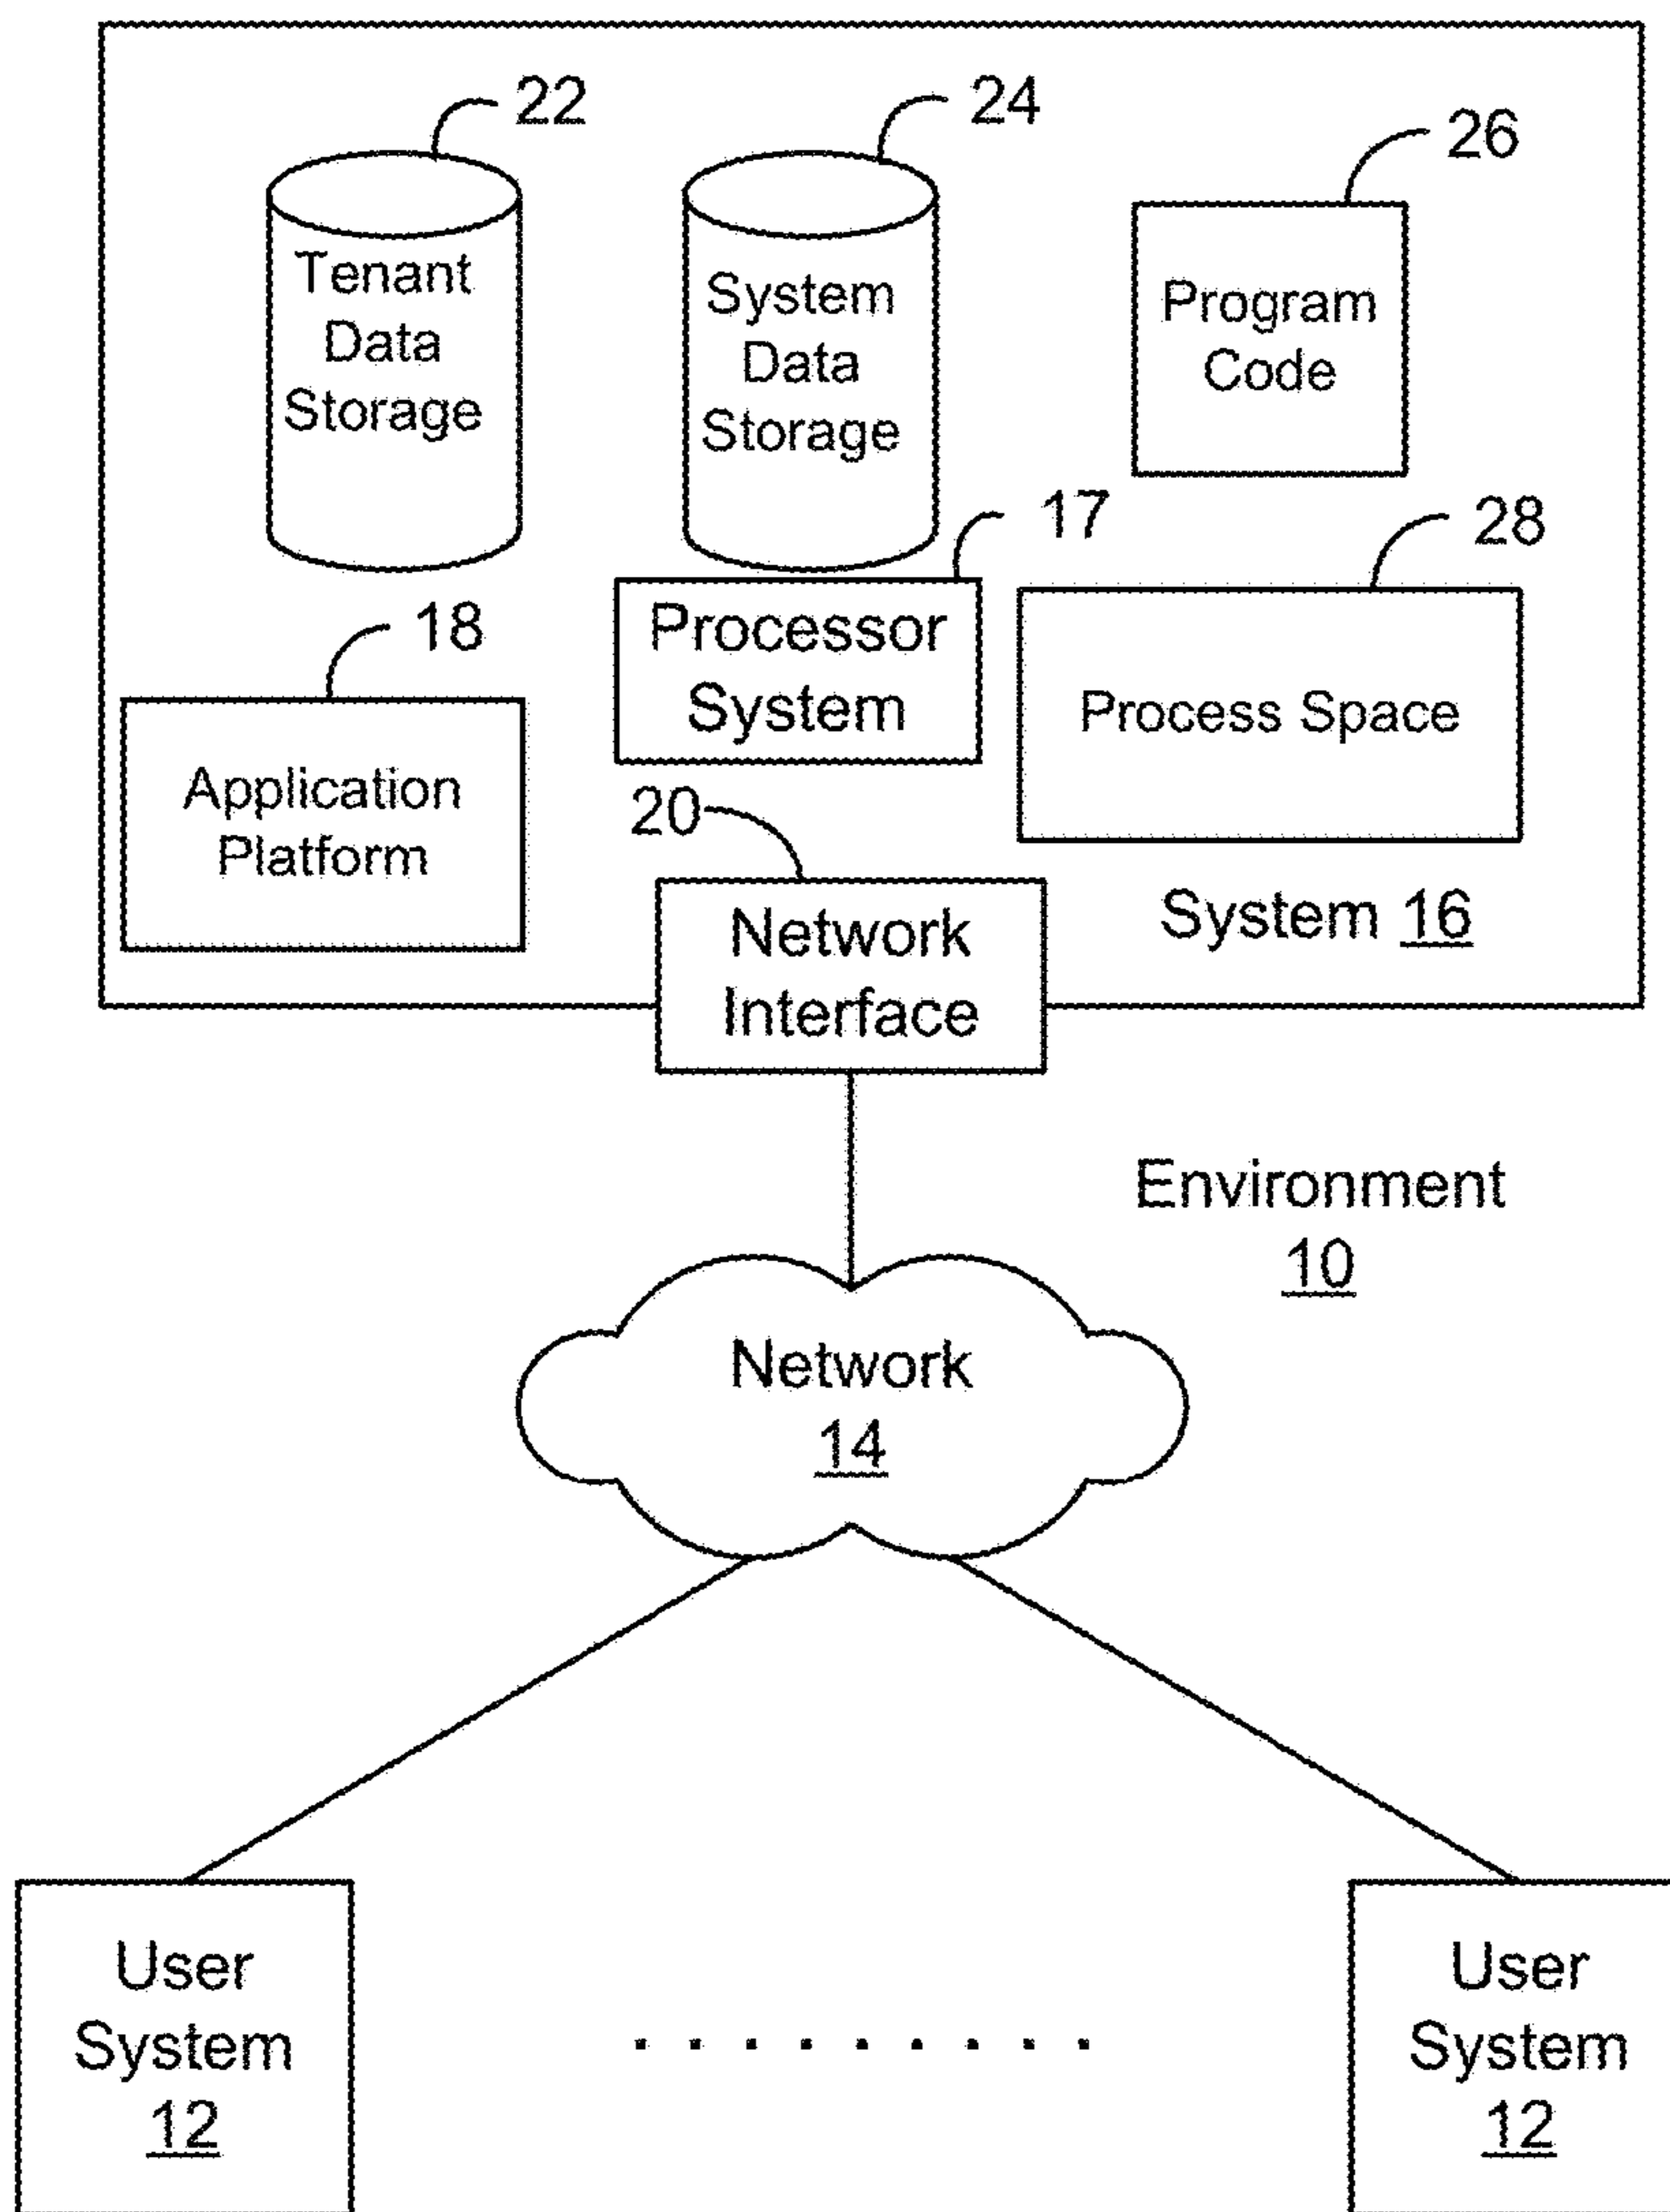 22
24
26
Tenant
Data
Storage
System
Data
Storage
Program
Code
17
28
18
Processor
System
Process Space
Application
Platform
20
Network
Interface
System 16
Environment
10
Network
14
User
System
12
User
System
12